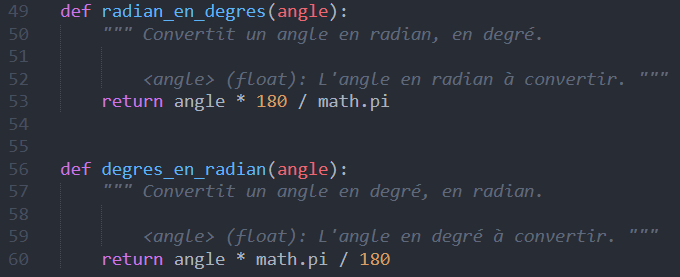 49 def radian_en_degres(angle):
50 """ Convertit un angle en radian, en degré.
51
52 <angle> (float): L'angle en radian à convertir. """
53 return angle * 180 / math.pi
54
55
56 def degres_en_radian(angle):
57 """ Convertit un angle en degré, en radian.
58
59 <angle> (float): L'angle en degré à convertir. """
60 return angle * math.pi / 180